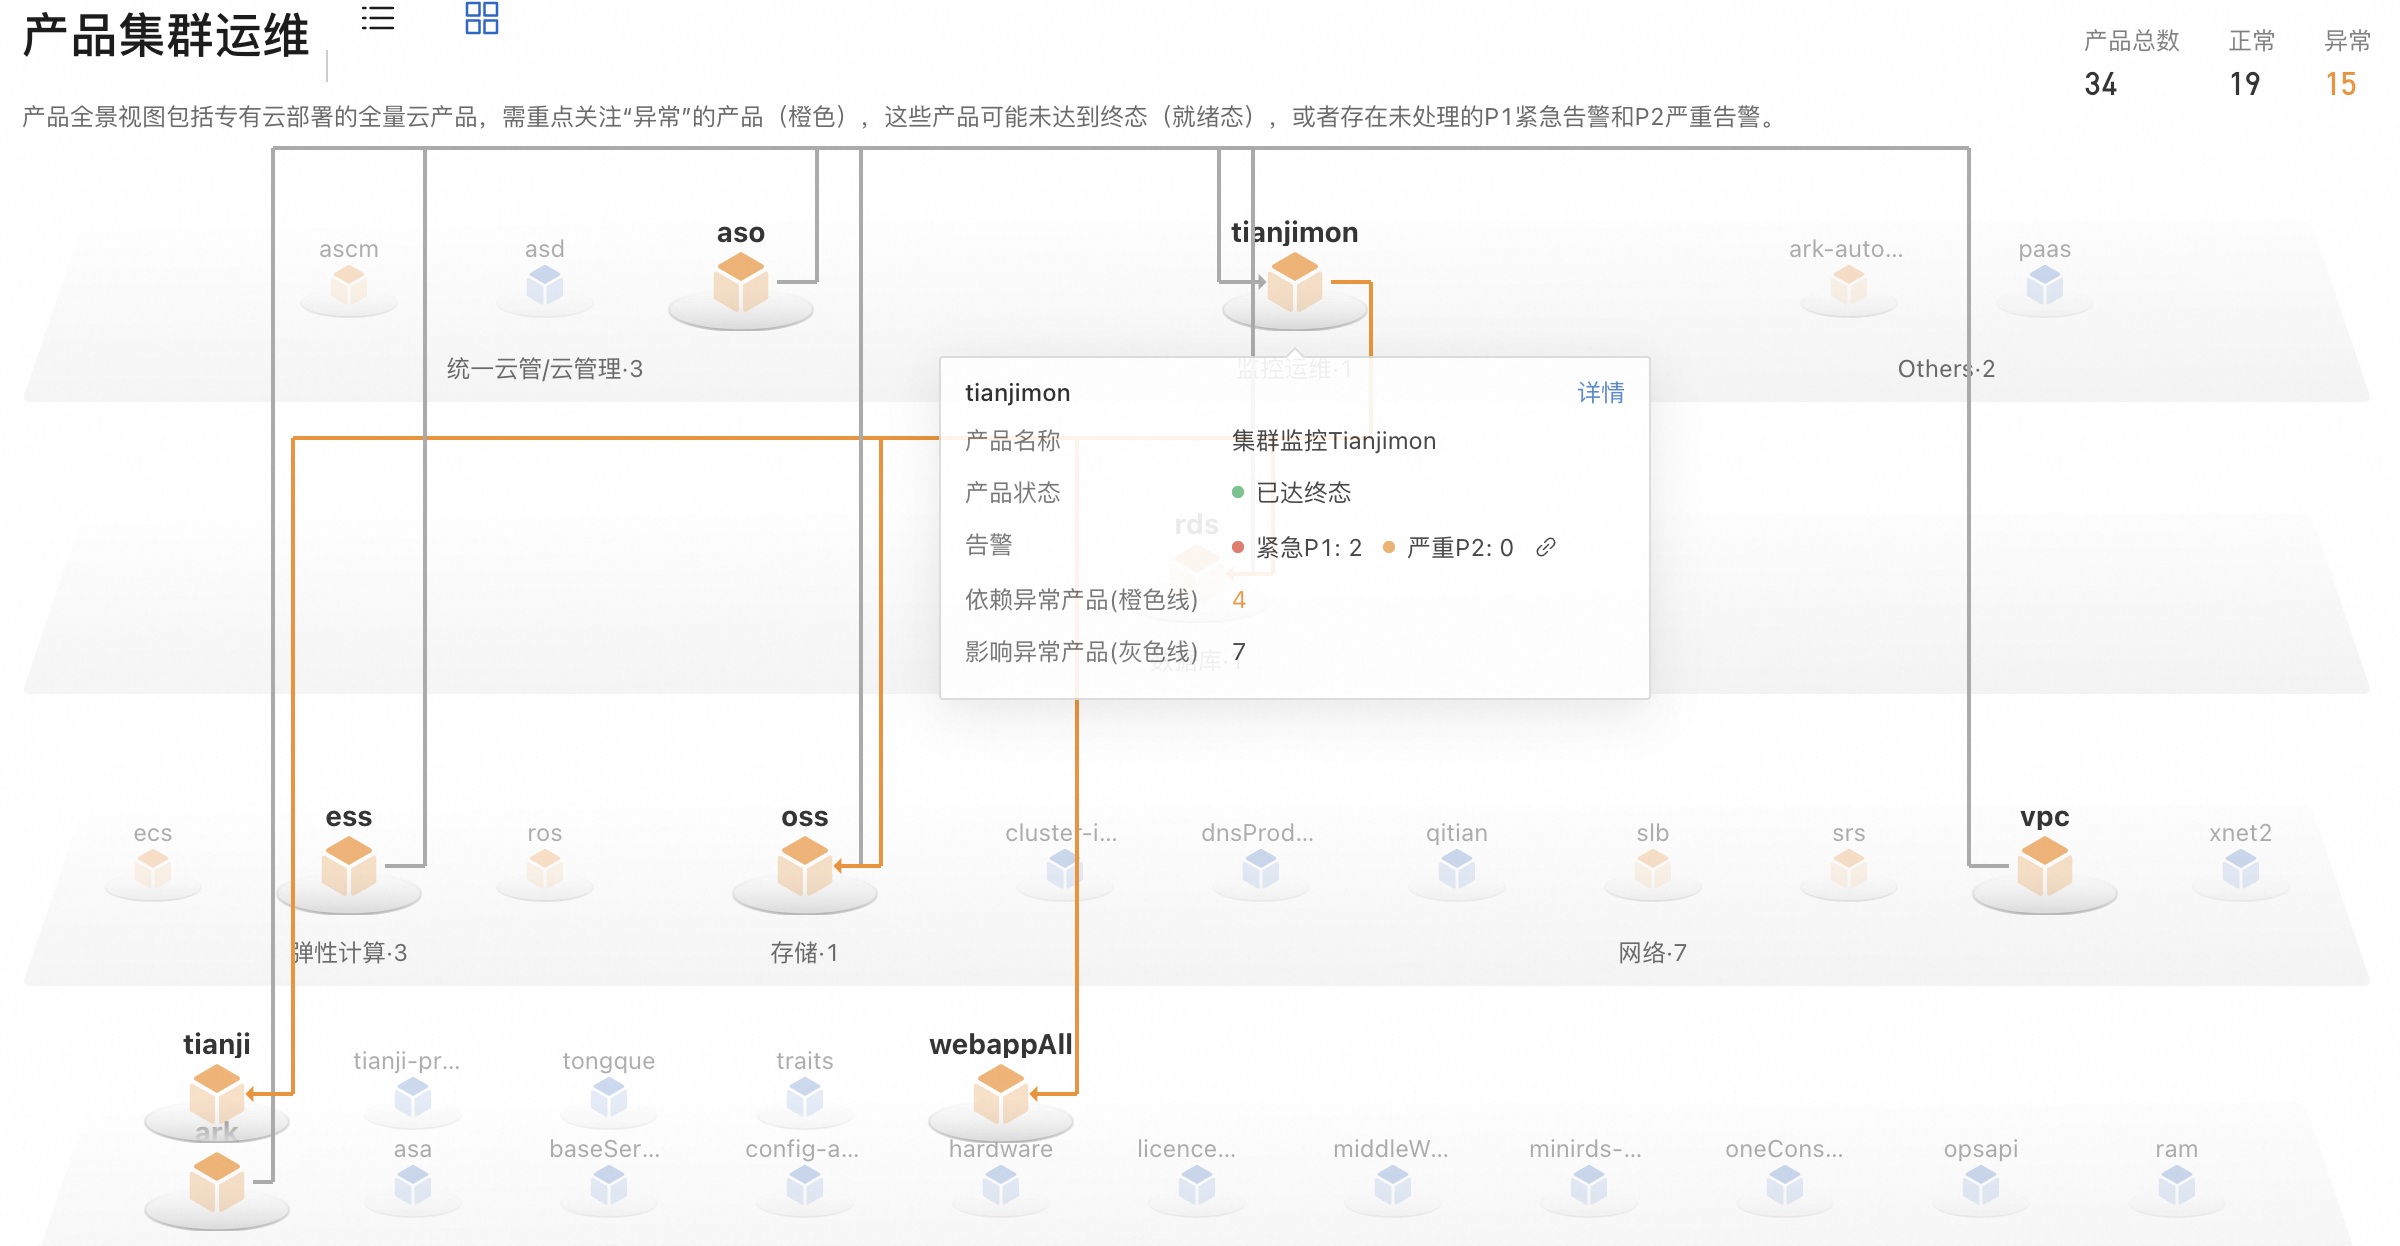 产品集群运维
产品总数 正常 异常
34 19 15
产品全景视图包括专有云部署的全量云产品，需重点关注“异常”的产品（橙色），这些产品可能未达到终态（就绪态），或者存在未处理的P1紧急告警和P2严重告警。
aso tianjimon
ascm asd ark-auto... paas
统一云管/云管理·3 监控运维·1 Others·2
tianjimon 详情
产品名称 集群监控Tianjimon
产品状态 已达终态
rds
告警 紧急P1: 2 严重P2: 0
依赖异常产品(橙色线) 4
影响异常产品(灰色线) 7
数据库·1
ess oss vpc
ecs ros cluster-i... dnsProd... qitian slb srs xnet2
弹性计算·3 存储·1 网络·7
tianji webappAll
tianji-pr... tongque traits
ark
asa baseSer... config-a... hardware licence... middleW... minirds-... oneCons... opsapi ram